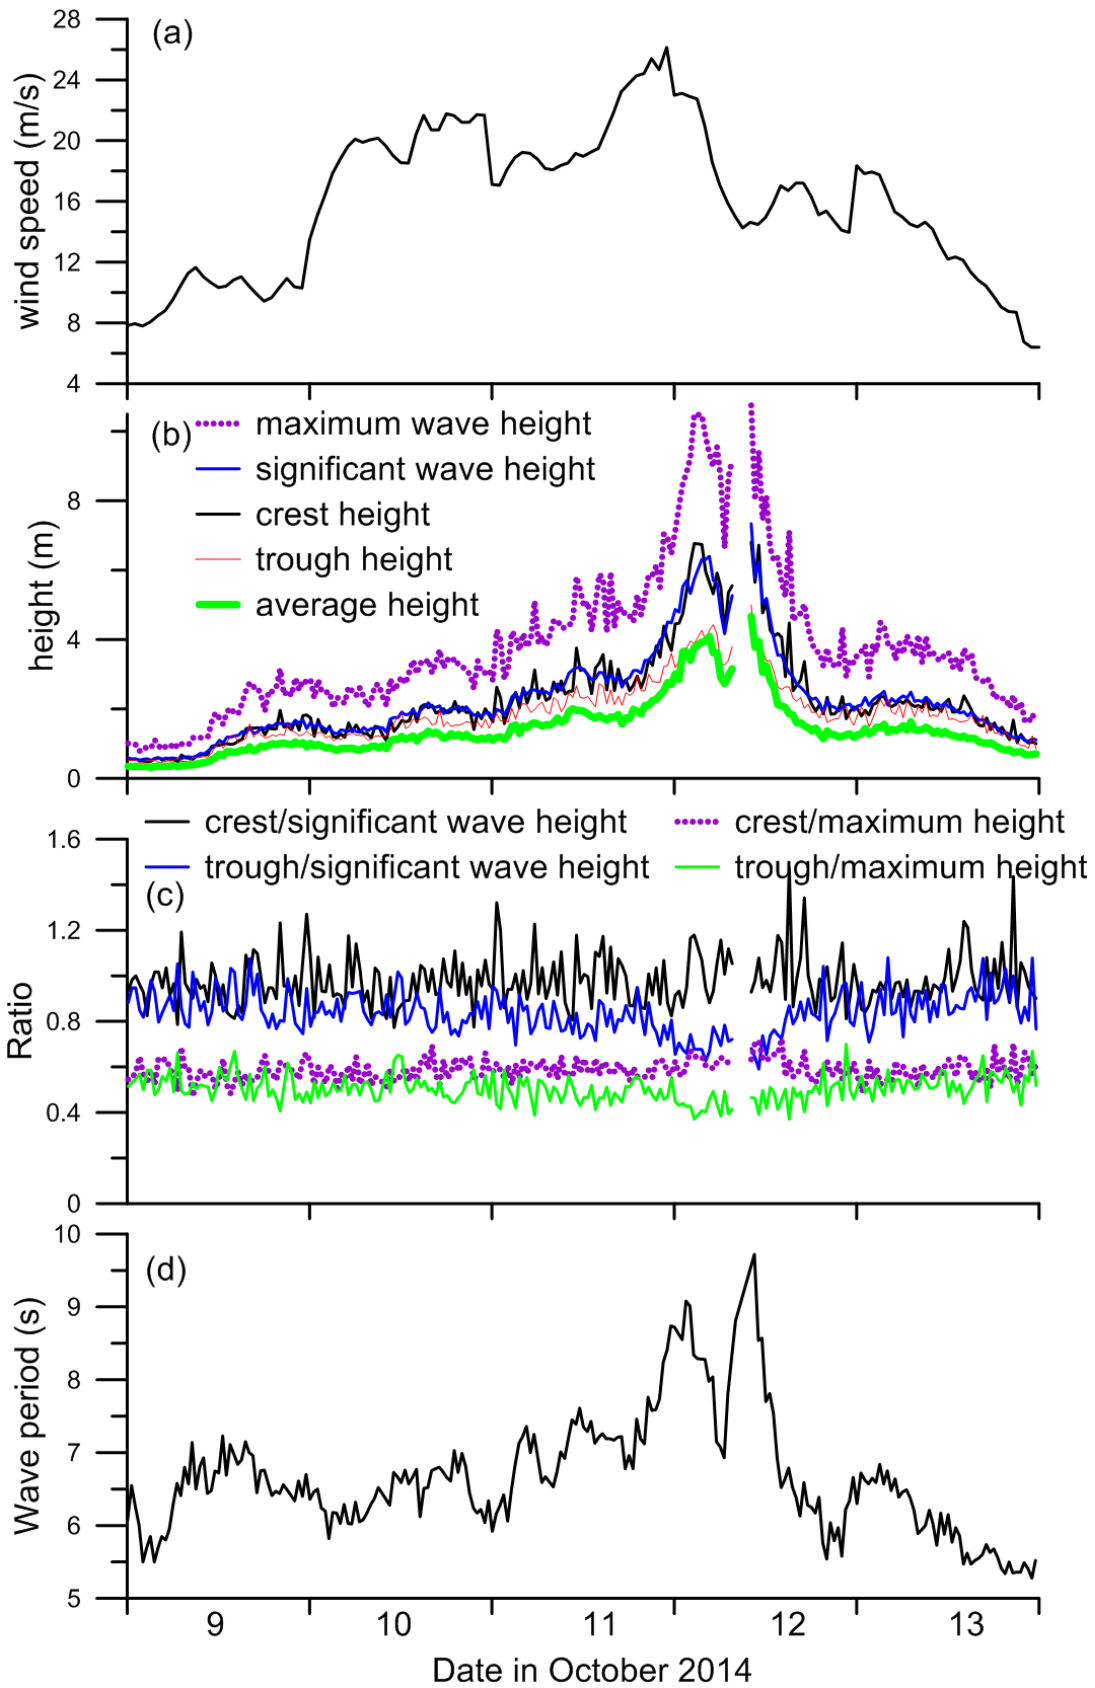 28
(a)
24
20
16
12
8
4
wind speed (m/s)
(b)
maximum wave height
significant wave height
crest height
trough height
average height
8
4
0
height (m)
crest/significant wave height
crest/maximum height
trough/significant wave height
trough/maximum height
1.6
(c)
1.2
0.8
0.4
0
Ratio
10
(d)
9
8
7
6
5
Wave period (s)
9 10 11 12 13
Date in October 2014